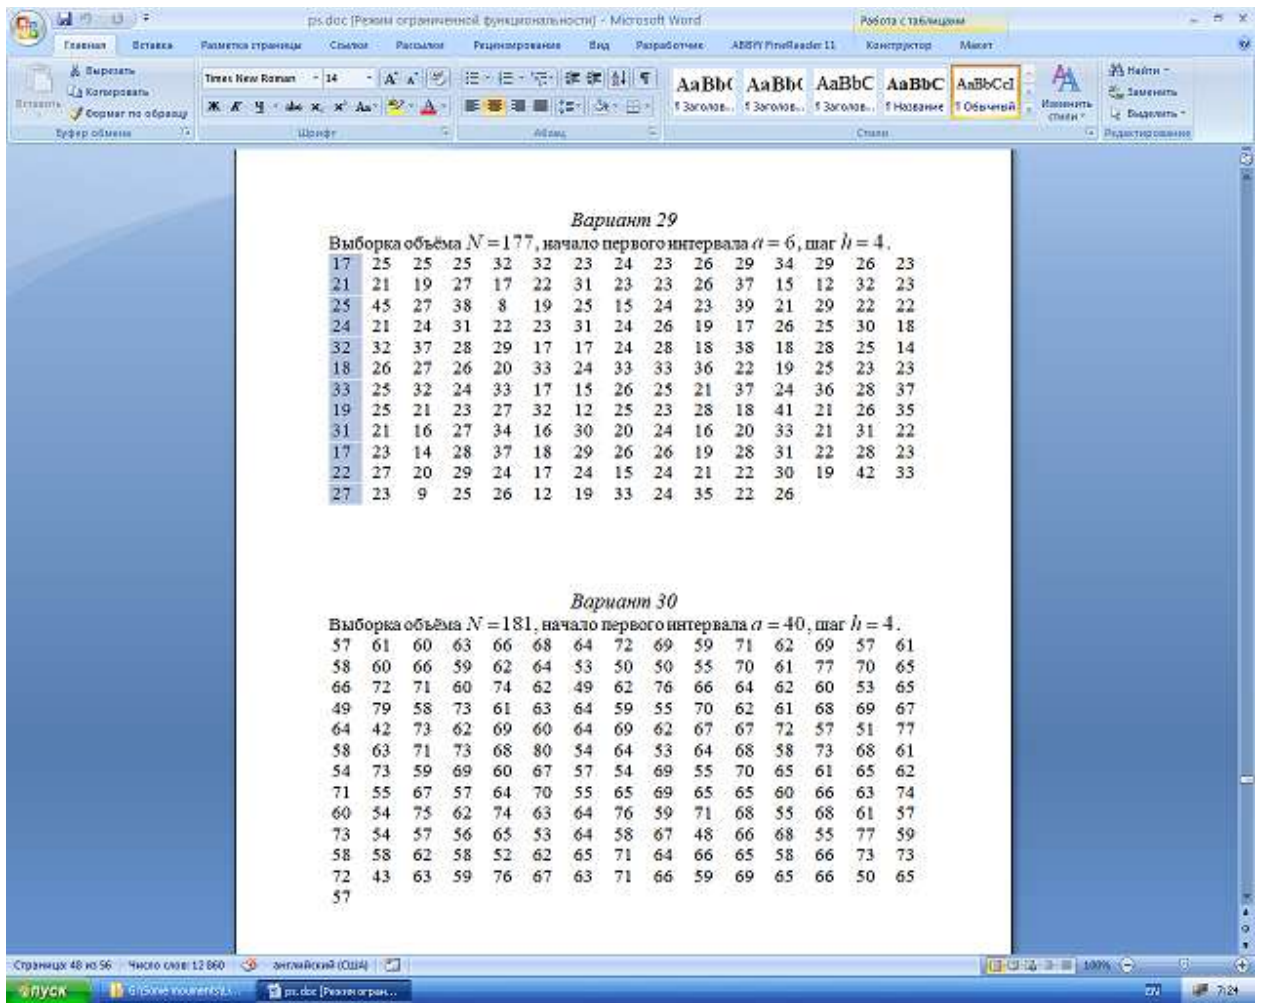 ps.doc [Режим ограниченной функциональности] - Microsoft Word
Работа с таблицами
Главная Вставка Разметка страницы Ссылки Рассылки Рецензирование Вид Разработчик ABBYY FineReader 11 Конструктор Макет
Вставить
Вырезать
Копировать
Формат по образцу
Буфер обмена
Times New Roman 14
Шрифт
Абзац
AaBb( AaBb( AaBbC AaBbC AaBbCcI
¶ Заголов... ¶ Заголов... ¶ Заголов... ¶ Название ¶ Обычный
Изменить стили
Стили
Найти
Заменить
Выделить
Редактирование
Вариант 29
Выборка объёма N = 177, начало первого интервала a = 6, шаг h = 4.
17 25 25 25 32 32 23 24 23 26 29 34 29 26 23
21 21 19 27 17 22 31 23 23 26 37 15 12 32 23
25 45 27 38 8 19 25 15 24 23 39 21 29 22 22
24 21 24 31 22 23 31 24 26 19 17 26 25 30 18
32 32 37 28 29 17 17 24 28 18 38 18 28 25 14
18 26 27 26 20 33 24 33 33 36 22 19 25 23 23
33 25 32 24 33 17 15 26 25 21 37 24 36 28 37
19 25 21 23 27 32 12 25 23 28 18 41 21 26 35
31 21 16 27 34 16 30 20 24 16 20 33 21 31 22
17 23 14 28 37 18 29 26 26 19 28 31 22 28 23
22 27 20 29 24 17 24 15 24 21 22 30 19 42 33
27 23 9 25 26 12 19 33 24 35 22 26
Вариант 30
Выборка объёма N = 181, начало первого интервала a = 40, шаг h = 4.
57 61 60 63 66 68 64 72 69 59 71 62 69 57 61
58 60 66 59 62 64 53 50 50 55 70 61 77 70 65
66 72 71 60 74 62 49 62 76 66 64 62 60 53 65
49 79 58 73 61 63 64 59 55 70 62 61 68 69 67
64 42 73 62 69 60 64 69 62 67 67 72 57 51 77
58 63 71 73 68 80 54 64 53 64 68 58 73 68 61
54 73 59 69 60 67 57 54 69 55 70 65 61 65 62
71 55 67 57 64 70 55 65 69 65 65 60 66 63 74
60 54 75 62 74 63 64 76 59 71 68 55 68 61 57
73 54 57 56 65 53 64 58 67 48 66 68 55 77 59
58 58 62 58 52 62 65 71 64 66 65 58 66 73 73
72 43 63 59 76 67 63 71 66 59 69 65 66 50 65
57
Страница: 48 из 56 Число слов: 12 860 английский (США) 100%
пуск ps.doc [Режим огран... 7:24